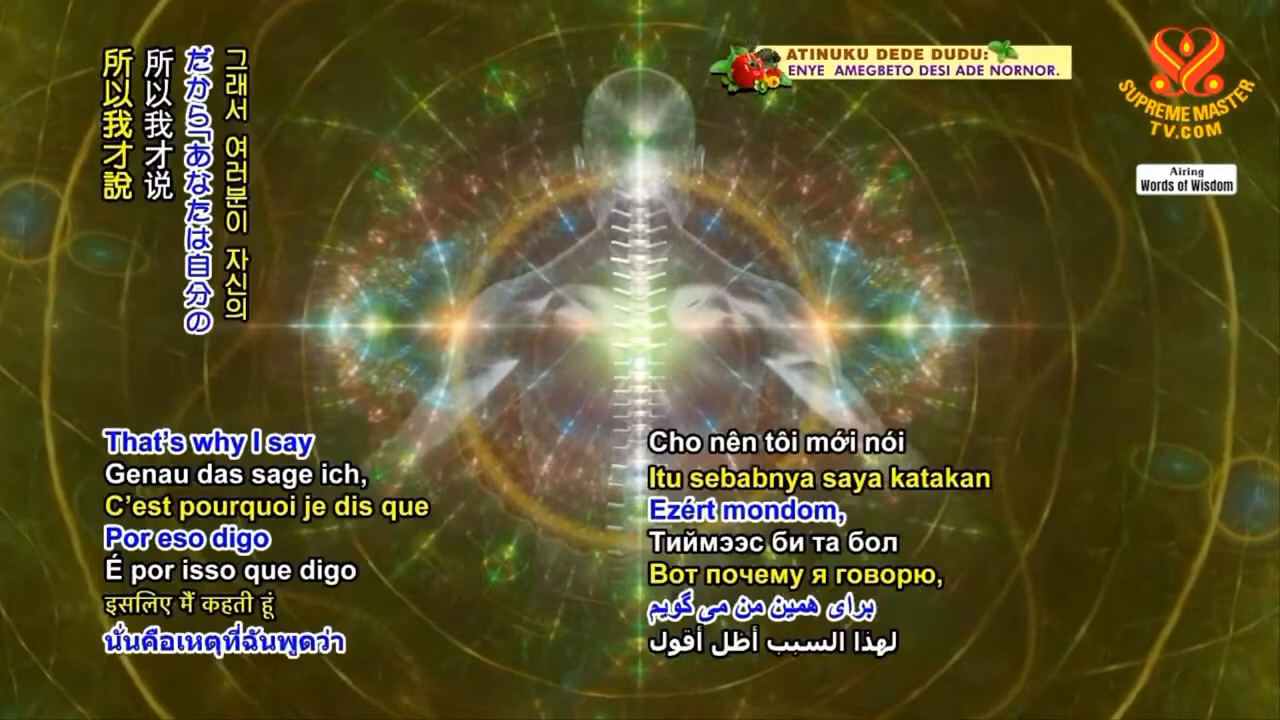 그래서 여러분이 자신의
だから「あなたは自分の
所以我才说
所以我才說
ATINUKU DEDE DUDU:
ENYE AMEGBETO DESI ADE NORNOR.
SUPREME MASTER
TV.COM
Airing
Words of Wisdom
That's why I say
Genau das sage ich,
C'est pourquoi je dis que
Por eso digo
É por isso que digo
इसलिए मैं कहती हूं
นั่นคือเหตุที่ฉันพูดว่า
Cho nên tôi mới nói
Itu sebabnya saya katakan
Ezért mondom,
Тиймээс би та бол
Вот почему я говорю,
برای همین من می گویم
لهذا السبب أظل أقول